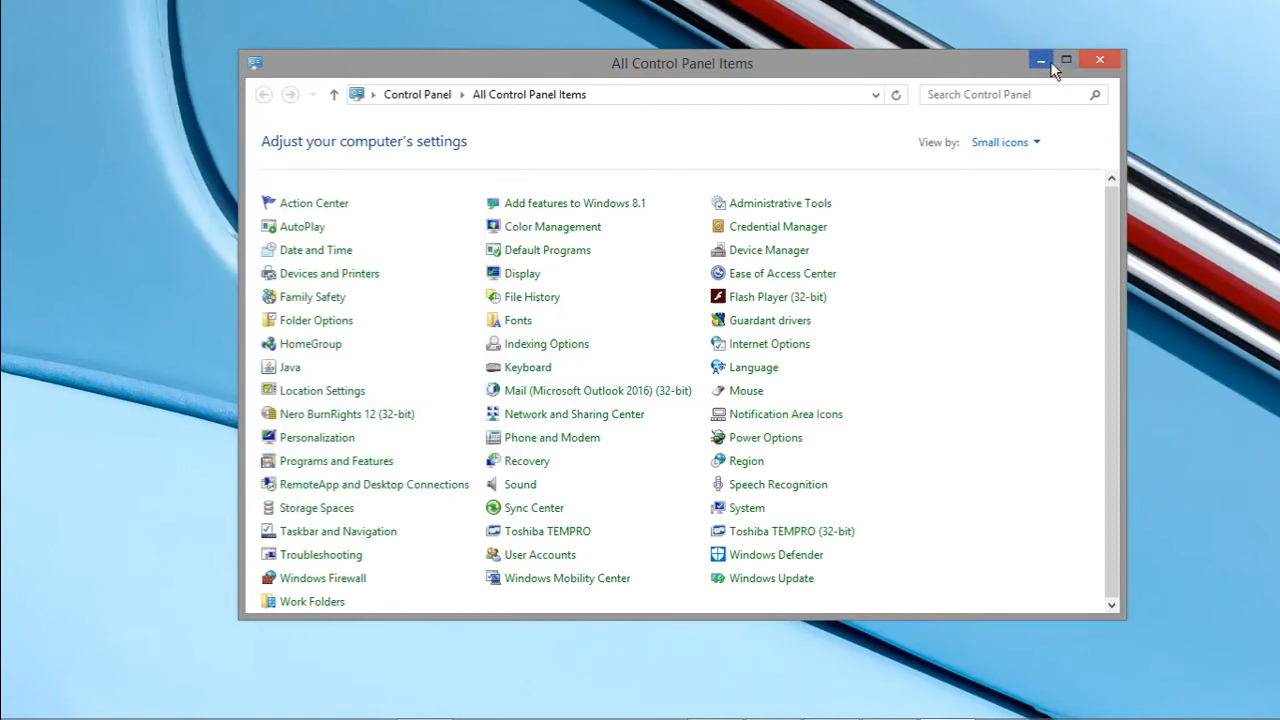 All Control Panel Items
Control Panel All Control Panel Items Search Control Panel
Adjust your computer's settings View by: Small icons
Action Center Add features to Windows 8.1 Administrative Tools
AutoPlay Color Management Credential Manager
Date and Time Default Programs Device Manager
Devices and Printers Display Ease of Access Center
Family Safety File History Flash Player (32-bit)
Folder Options Fonts Guardant drivers
HomeGroup Indexing Options Internet Options
Java Keyboard Language
Location Settings Mail (Microsoft Outlook 2016) (32-bit) Mouse
Nero BurnRights 12 (32-bit) Network and Sharing Center Notification Area Icons
Personalization Phone and Modem Power Options
Programs and Features Recovery Region
RemoteApp and Desktop Connections Sound Speech Recognition
Storage Spaces Sync Center System
Taskbar and Navigation Toshiba TEMPRO Toshiba TEMPRO (32-bit)
Troubleshooting User Accounts Windows Defender
Windows Firewall Windows Mobility Center Windows Update
Work Folders